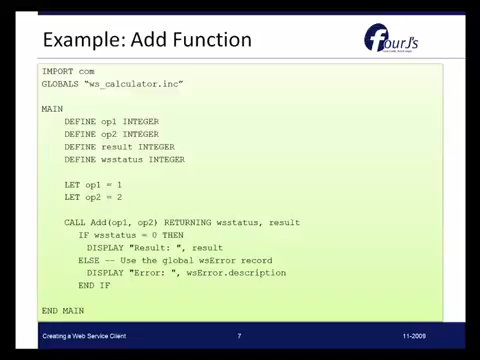 Example: Add Function
fourJ's
IMPORT com
GLOBALS "ws_calculator.inc"
MAIN
DEFINE op1 INTEGER
DEFINE op2 INTEGER
DEFINE result INTEGER
DEFINE wsstatus INTEGER
LET op1 = 1
LET op2 = 2
CALL Add(op1, op2) RETURNING wsstatus, result
IF wsstatus = 0 THEN
DISPLAY "Result: ", result
ELSE -- Use the global wsError record
DISPLAY "Error: ", wsError.description
END IF
END MAIN
Creating a Web Service Client
7
11-2009